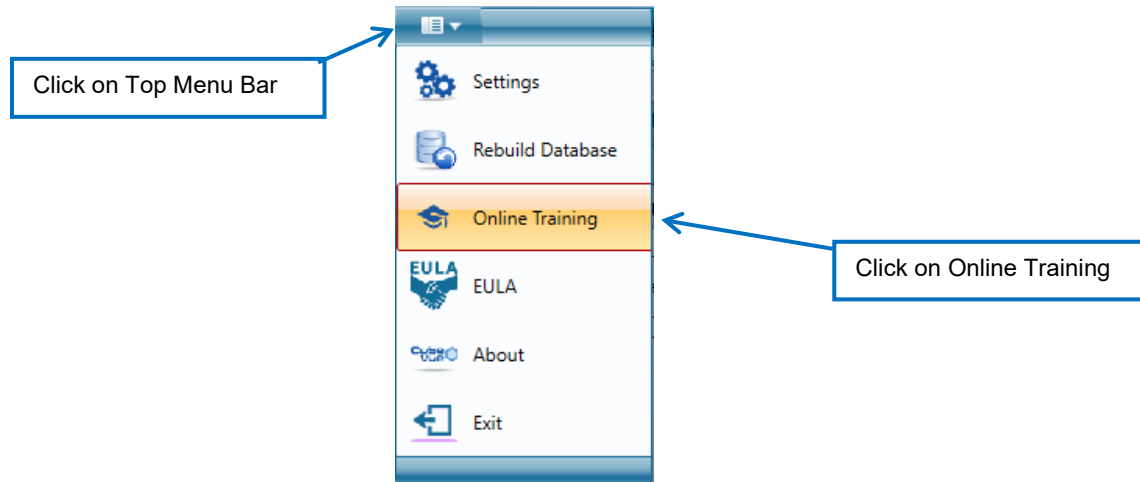 Click on Top Menu Bar
Settings
Rebuild Database
Online Training
Click on Online Training
EULA
EULA
About
Exit